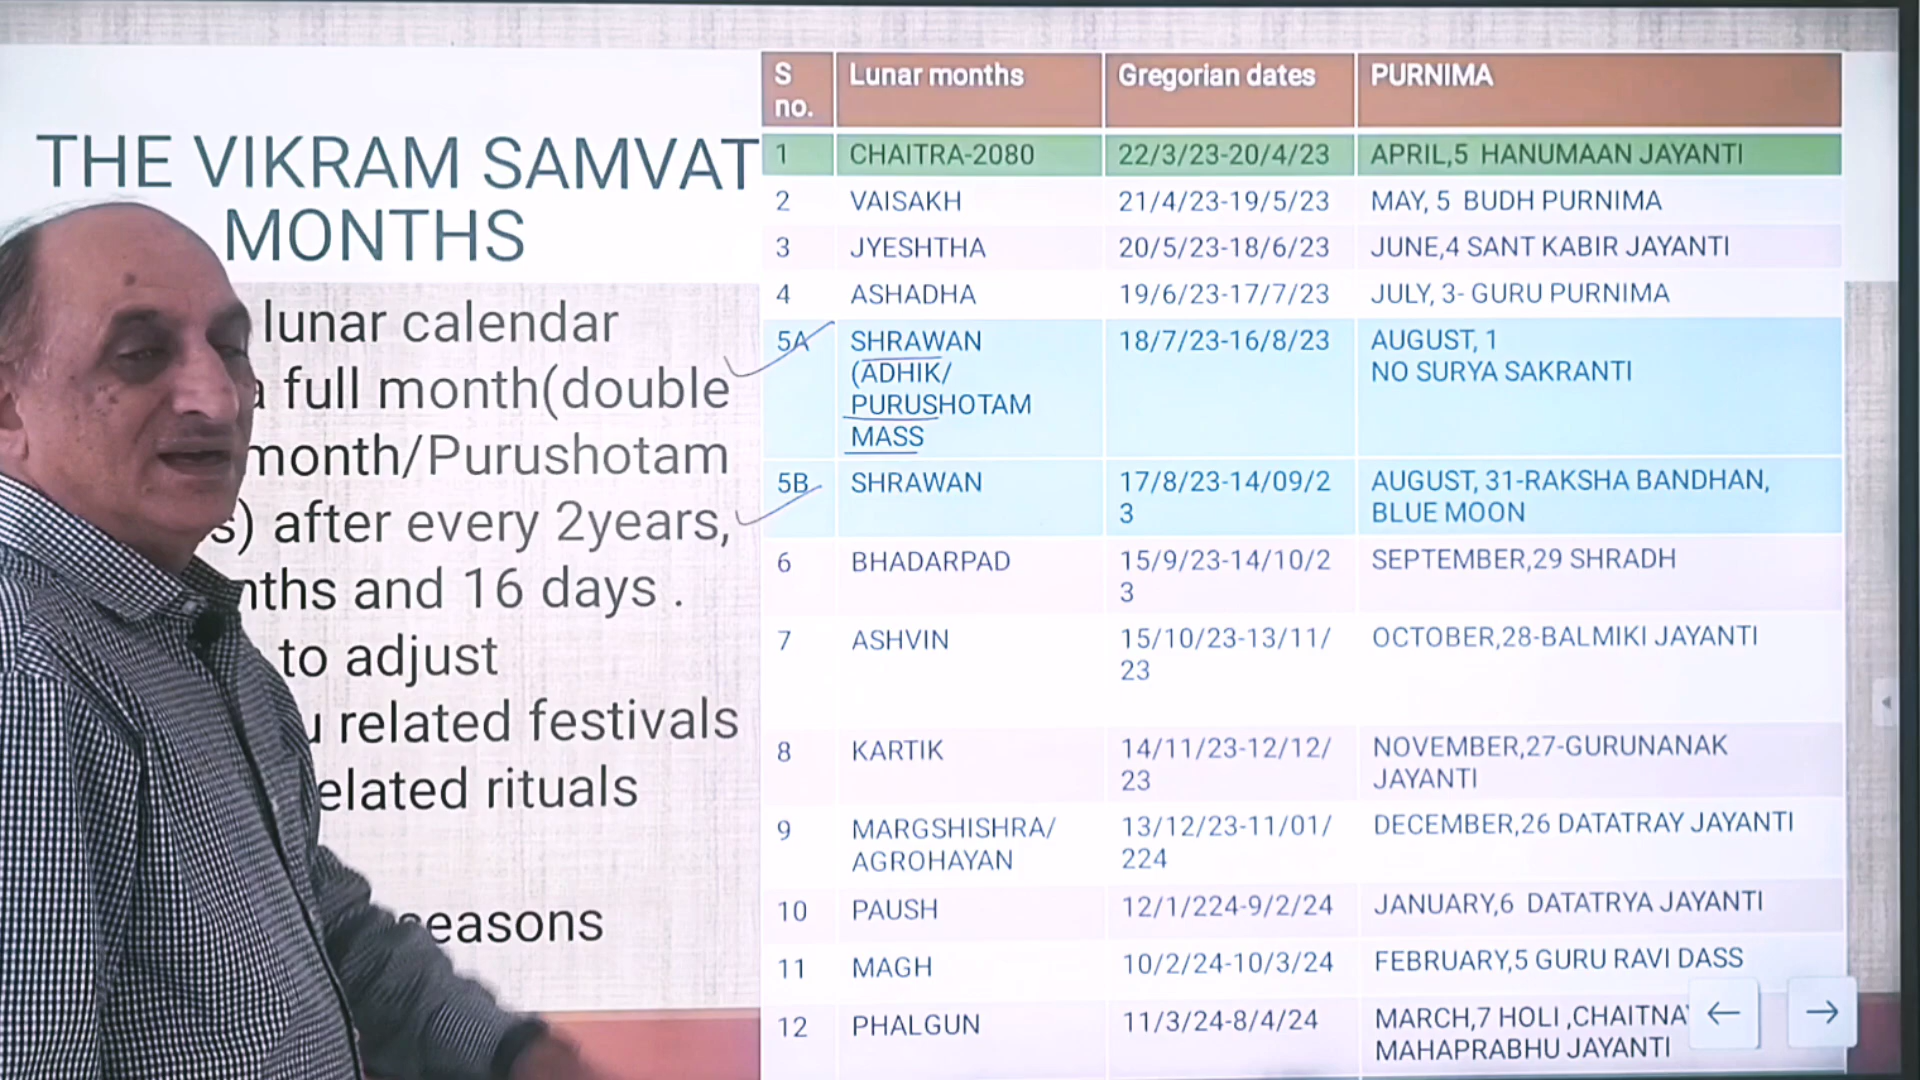 THE VIKRAM SAMVAT
MONTHS
lunar calendar
a full month(double
month/Purushotam
s) after every 2years,
and 16 days .
to adjust
related festivals
rituals
S no.	Lunar months	Gregorian dates	PURNIMA
1	CHAITRA-2080	22/3/23-20/4/23	APRIL,5 HANUMAAN JAYANTI
2	VAISAKH	21/4/23-19/5/23	MAY, 5 BUDH PURNIMA
3	JYESHTHA	20/5/23-18/6/23	JUNE,4 SANT KABIR JAYANTI
4	ASHADHA	19/6/23-17/7/23	JULY, 3- GURU PURNIMA
5A	SHRAWAN	18/7/23-16/8/23	AUGUST, 1
(ADHIK/	NO SURYA SAKRANTI
PURUSHOTAM
MASS
5B	SHRAWAN	17/8/23-14/09/2	AUGUST, 31-RAKSHA BANDHAN,
3	BLUE MOON
6	BHADARPAD	15/9/23-14/10/2	SEPTEMBER,29 SHRADH
3
7	ASHVIN	15/10/23-13/11/	OCTOBER,28-BALMIKI JAYANTI
23
8	KARTIK	14/11/23-12/12/	NOVEMBER,27-GURUNANAK
23	JAYANTI
9	MARGSHISHRA/	13/12/23-11/01/	DECEMBER,26 DATATRAY JAYANTI
AGROHAYAN	224
10	PAUSH	12/1/224-9/2/24	JANUARY,6 DATATRYA JAYANTI
11	MAGH	10/2/24-10/3/24	FEBRUARY,5 GURU RAVI DASS
12	PHALGUN	11/3/24-8/4/24	MARCH,7 HOLI ,CHAITNA
MAHAPRABHU JAYANTI